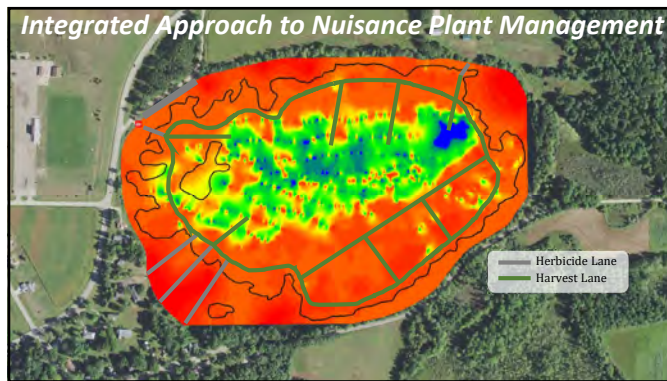 Integrated Approach to Nuisance Plant Management
Herbicide Lane
Harvest Lane